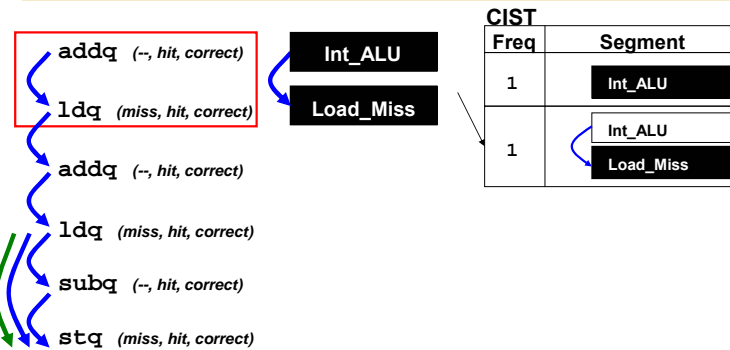 addq (--, hit, correct)
ldq (miss, hit, correct)
addq (--, hit, correct)
ldq (miss, hit, correct)
subq (--, hit, correct)
stq (miss, hit, correct)
Int_ALU
Load_Miss
CIST
Freq Segment
1 Int_ALU
1 Int_ALU
Load_Miss